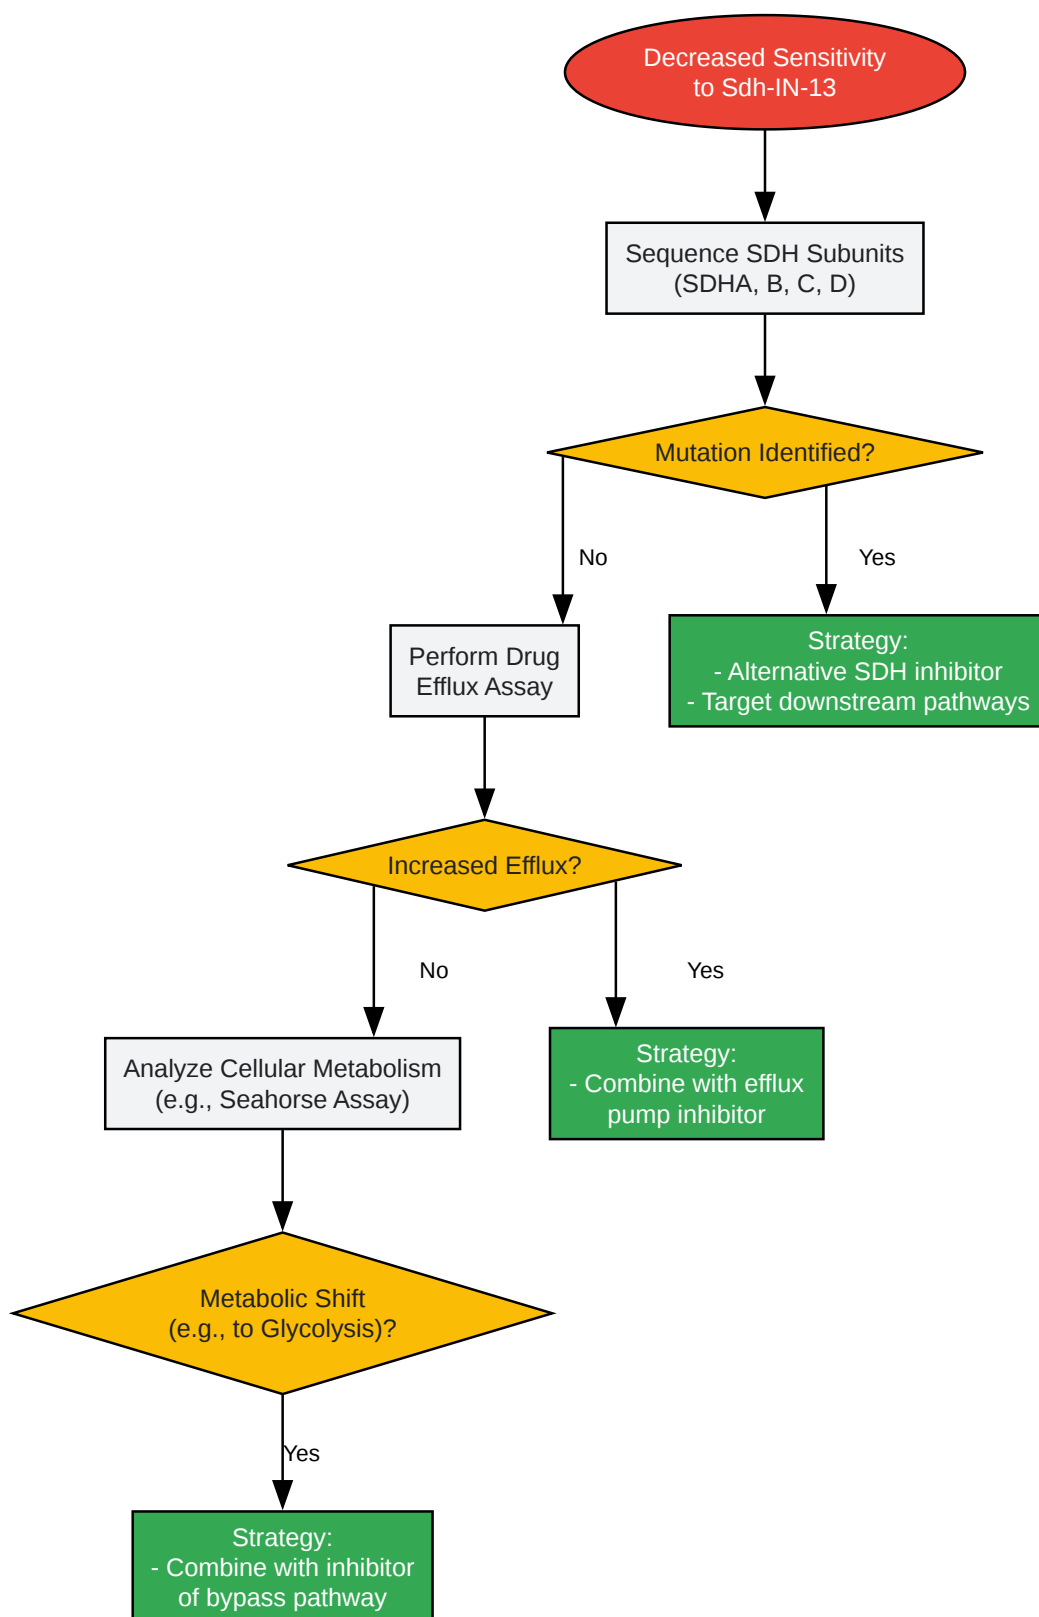 Decreased Sensitivity
to Sdh-IN-13
Sequence SDH Subunits
(SDHA, B, C, D)
Mutation Identified?
No
Yes
Perform Drug
Efflux Assay
Strategy:
- Alternative SDH inhibitor
- Target downstream pathways
Increased Efflux?
No
Yes
Analyze Cellular Metabolism
(e.g., Seahorse Assay)
Strategy:
- Combine with efflux
pump inhibitor
Metabolic Shift
(e.g., to Glycolysis)?
Yes
Strategy:
- Combine with inhibitor
of bypass pathway